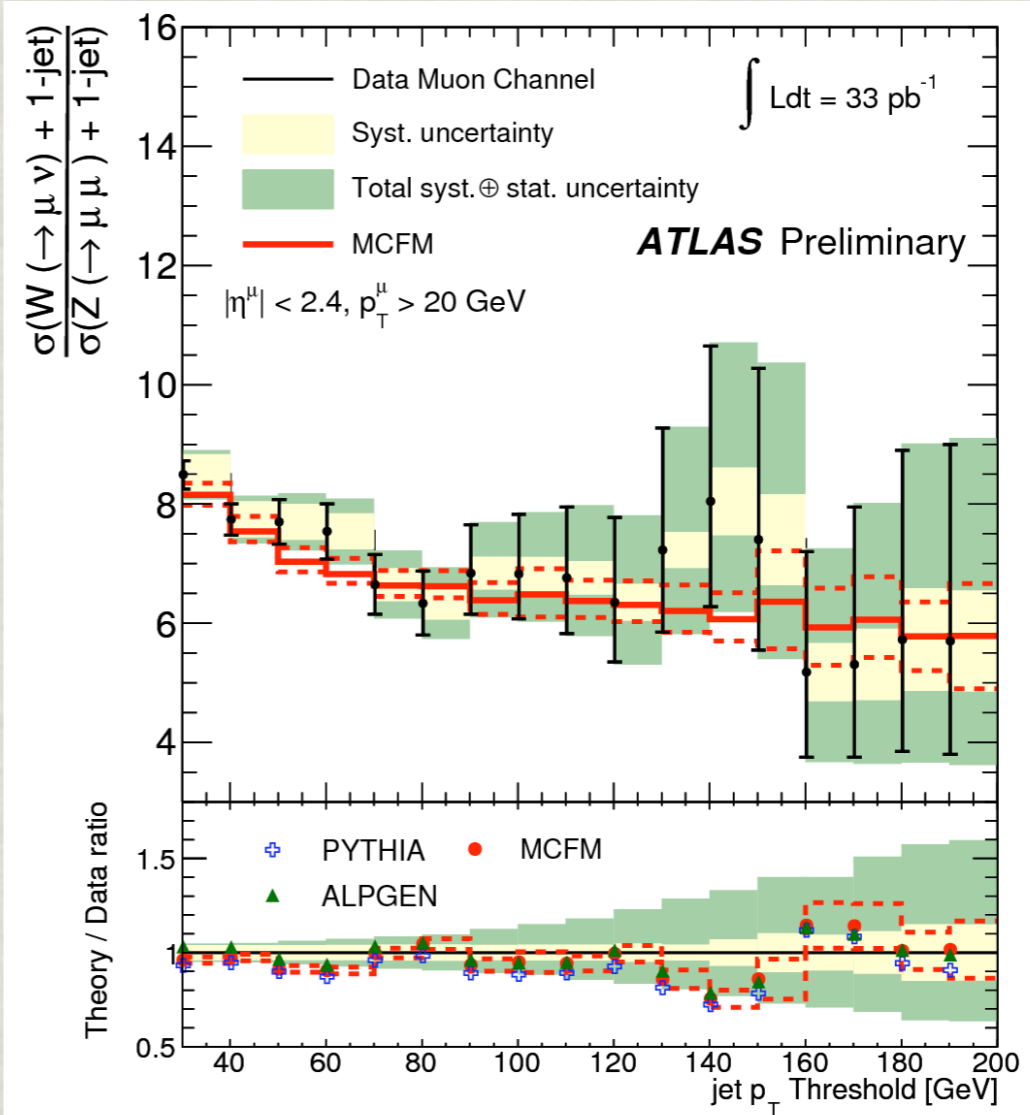 σ(W (→ μ ν) + 1-jet)
σ(Z (→ μ μ ) + 1-jet)
16
14
12
10
8
6
4
Data Muon Channel
Syst. uncertainty
Total syst.⊕ stat. uncertainty
MCFM
∫ Ldt = 33 pb⁻¹
ATLAS Preliminary
|η^μ| < 2.4, p_T^μ > 20 GeV
Theory / Data ratio
1.5
1
0.5
PYTHIA
MCFM
ALPGEN
40 60 80 100 120 140 160 180 200
jet p_T Threshold [GeV]